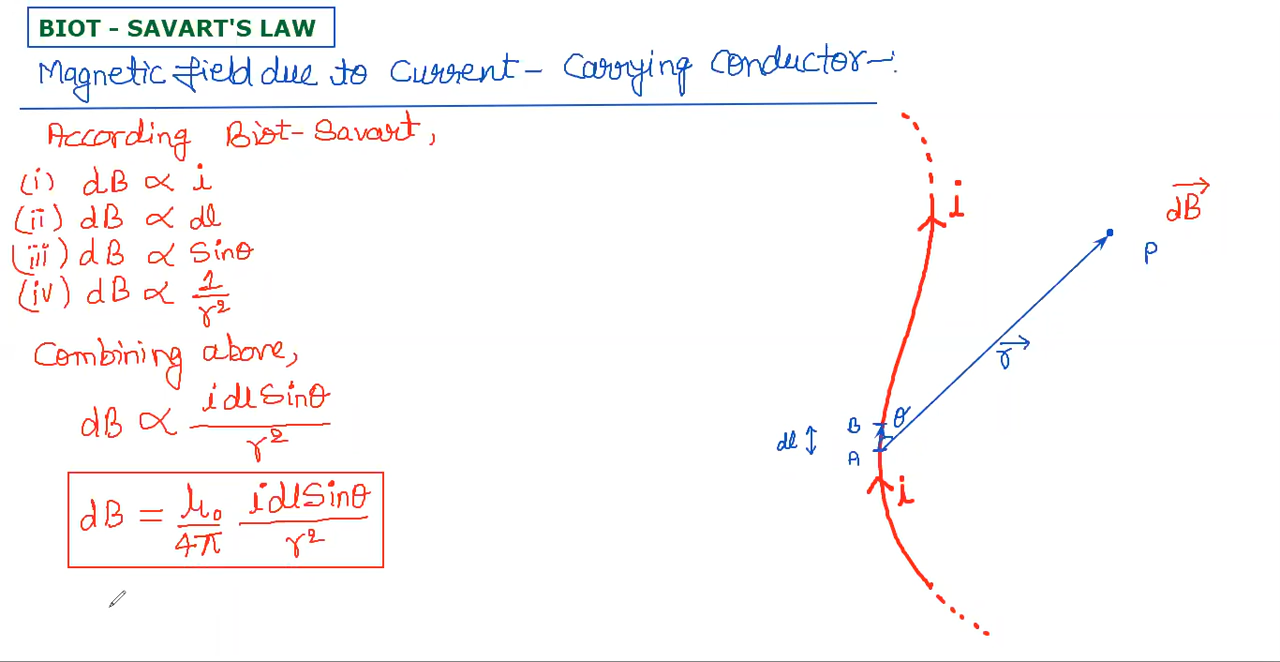 BIOT - SAVART'S LAW
Magnetic field due to Current - Carrying Conductor -:
According Biot-Savart,
(i) dB ∝ i
(ii) dB ∝ dl
(iii) dB ∝ Sinθ
(iv) dB ∝ 1/r²
Combining above,
dB ∝ idlSinθ/r²
dB = μ₀/4π idlSinθ/r²
i
dB⃗
P
r⃗
B θ
dl ↕
A
i